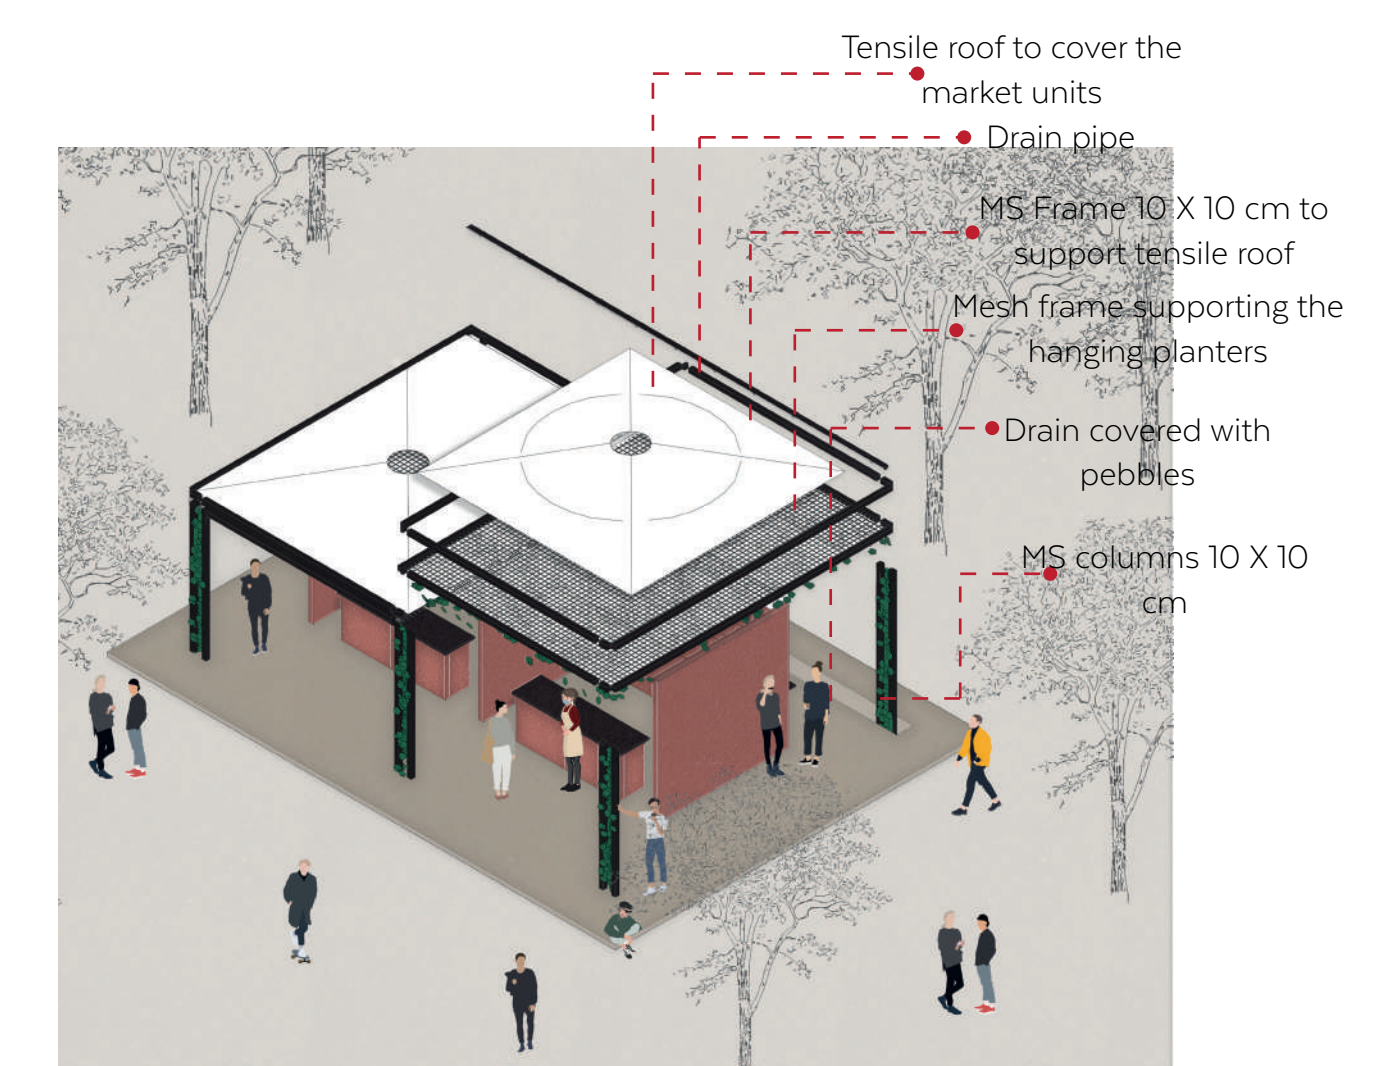 Tensile roof to cover the
market units
Drain pipe
MS Frame 10 X 10 cm to
support tensile roof
Mesh frame supporting the
hanging planters
Drain covered with
pebbles
MS columns 10 X 10
cm